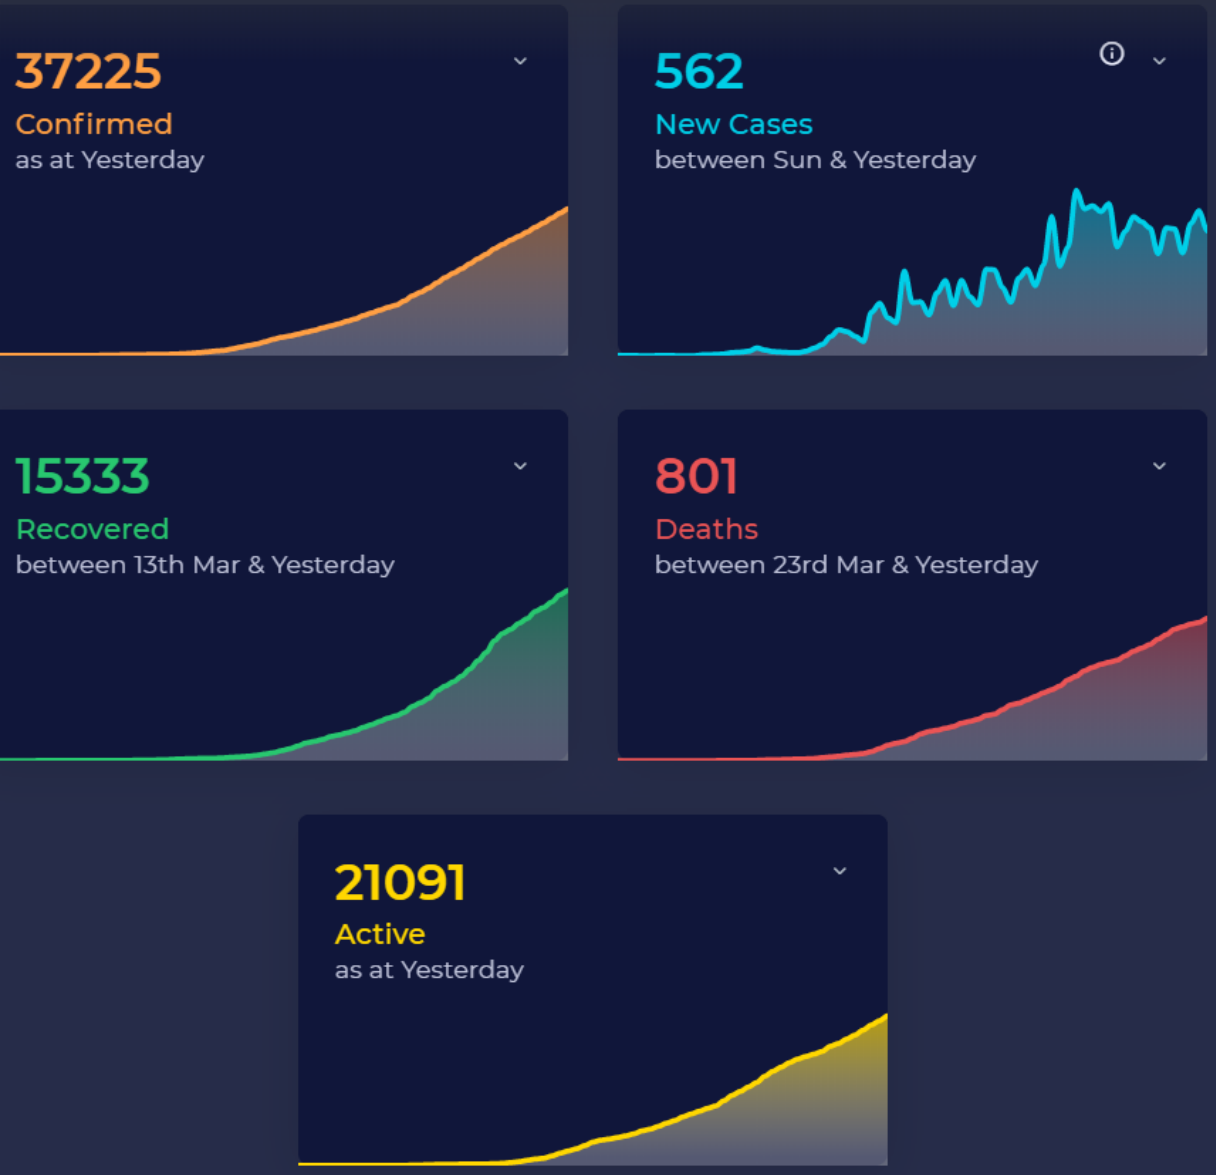 37225
Confirmed
as at Yesterday
562
New Cases
between Sun & Yesterday
15333
Recovered
between 13th Mar & Yesterday
801
Deaths
between 23rd Mar & Yesterday
21091
Active
as at Yesterday